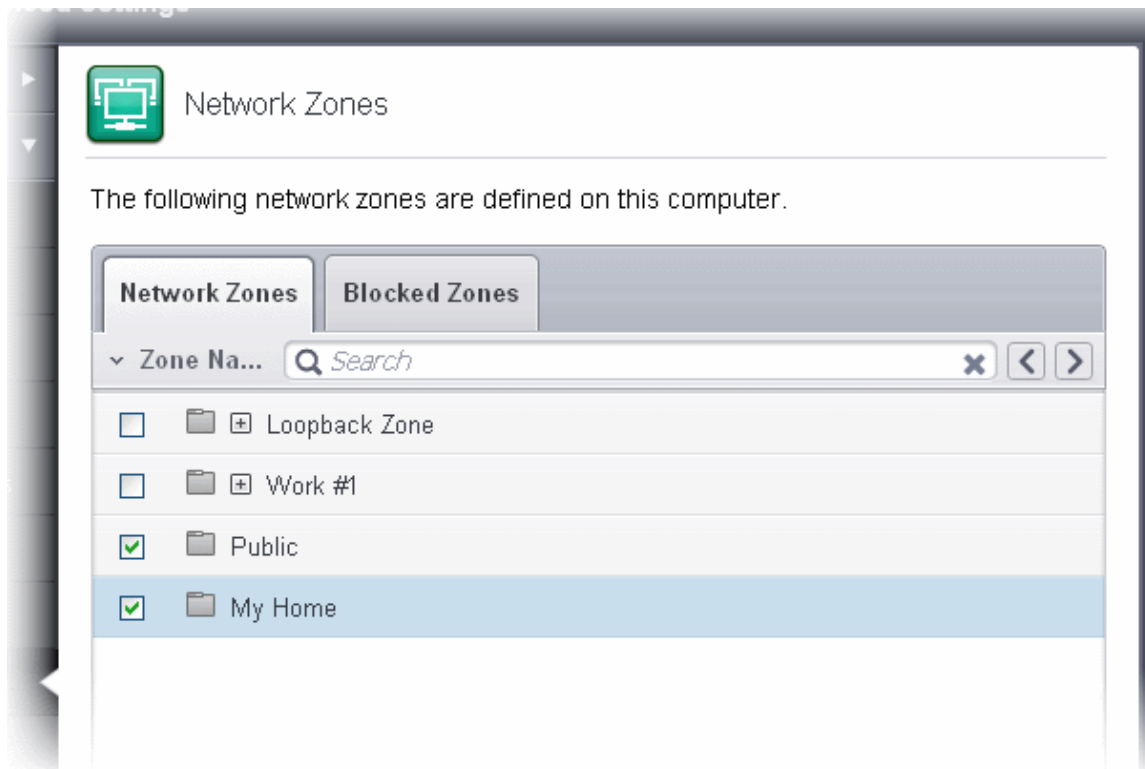 Network Zones
The following network zones are defined on this computer.
Network Zones
Blocked Zones
Zone Na...
Search
Loopback Zone
Work #1
Public
My Home